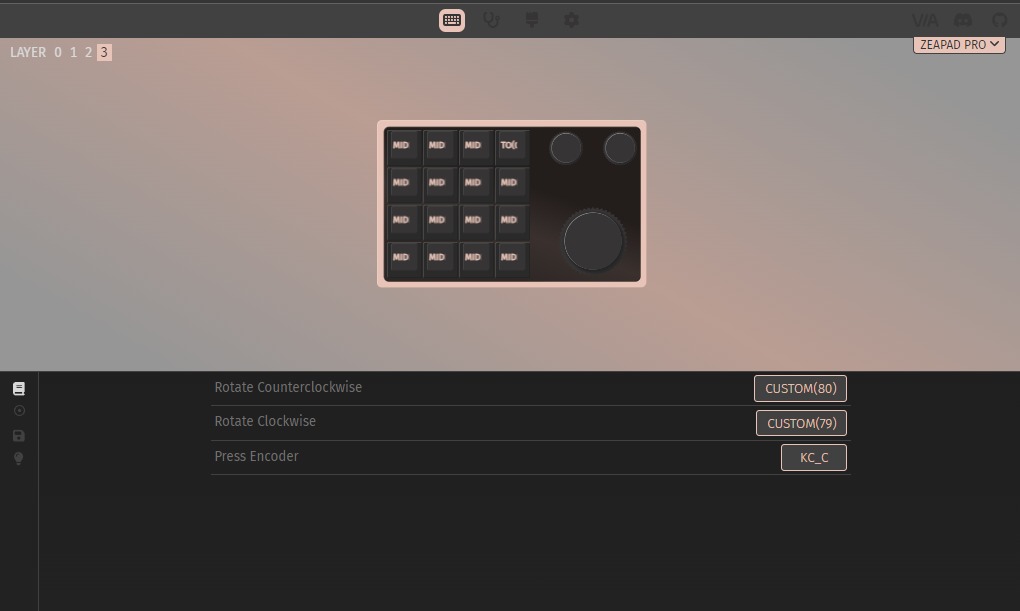 VIA
LAYER 0 1 2 3
ZEAPAD PRO
MID MID MID TO(
MID MID MID MID
MID MID MID MID
MID MID MID MID
Rotate Counterclockwise CUSTOM(80)
Rotate Clockwise CUSTOM(79)
Press Encoder KC_C